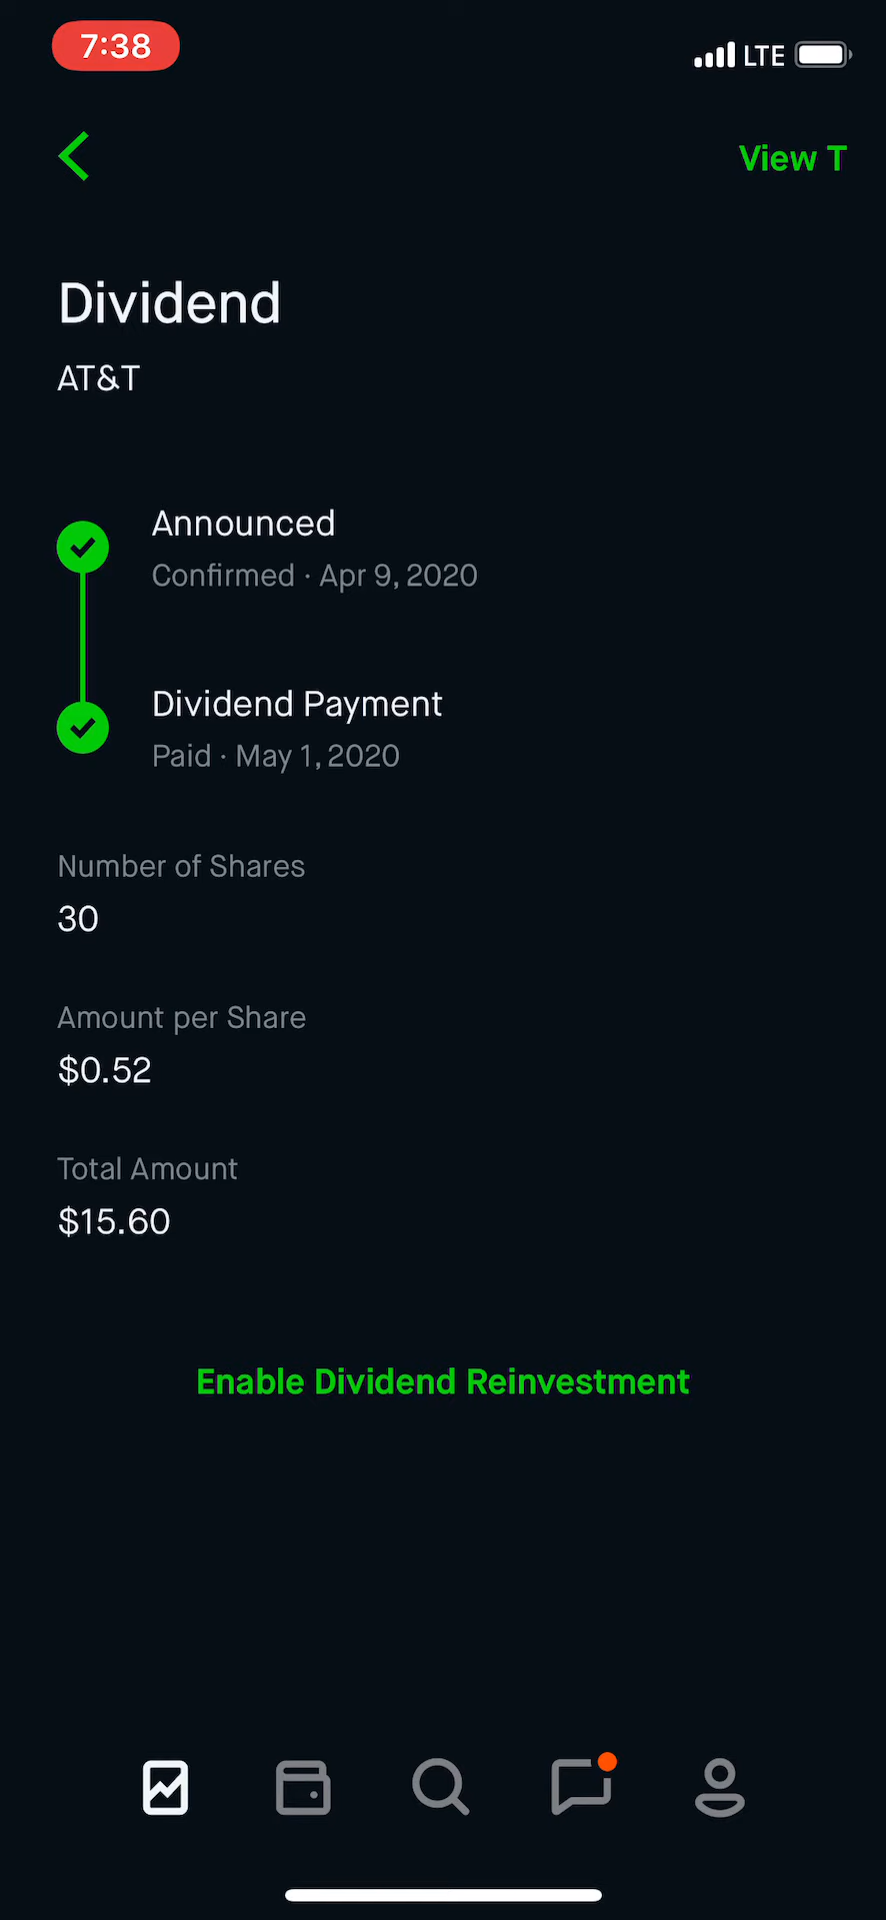 7:38
LTE
View T
Dividend
AT&T
Announced
Confirmed · Apr 9, 2020
Dividend Payment
Paid · May 1, 2020
Number of Shares
30
Amount per Share
$0.52
Total Amount
$15.60
Enable Dividend Reinvestment